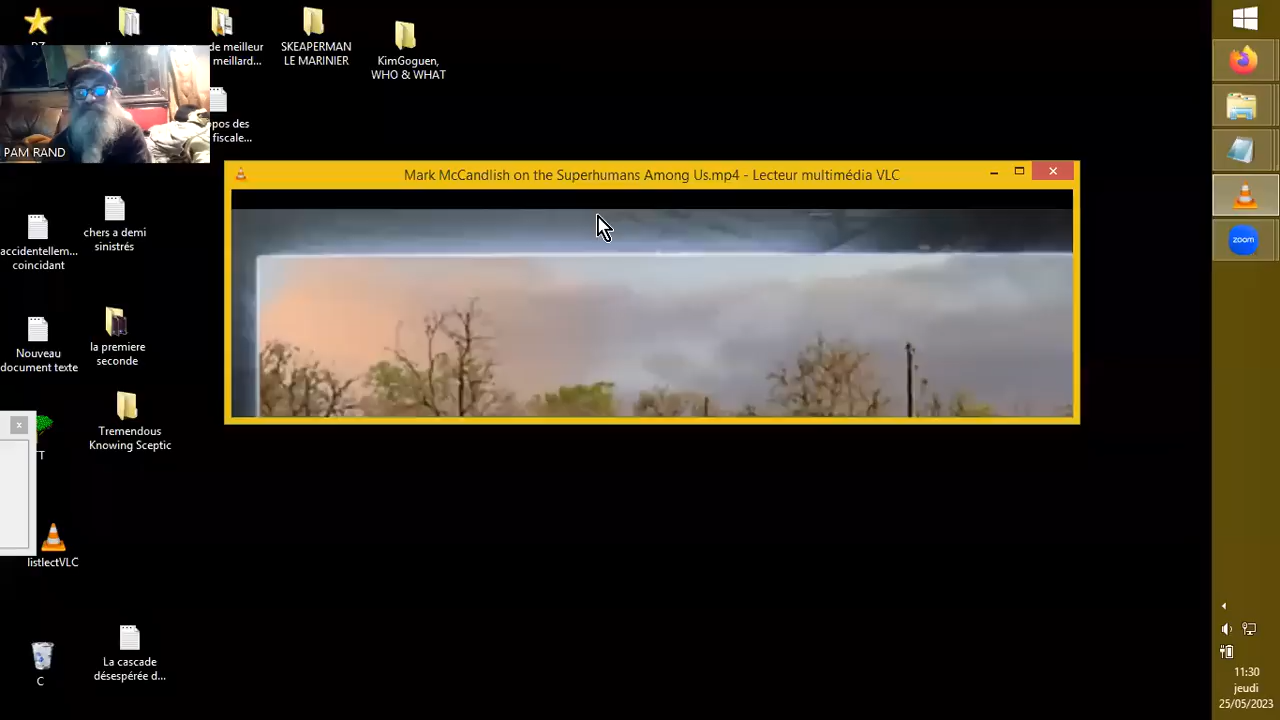 de meilleur
meillard...
SKEAPERMAN
LE MARINIER
KimGoguen,
WHO & WHAT
opos des
fiscale...
PAM RAND
Mark McCandlish on the Superhumans Among Us.mp4 - Lecteur multimédia VLC
zoom
accidentellem...
coincidant
chers a demi
sinistrés
Nouveau
document texte
la premiere
seconde
Tremendous
Knowing Sceptic
x
listlectVLC
La cascade
désespérée d...
C
11:30
jeudi
25/05/2023